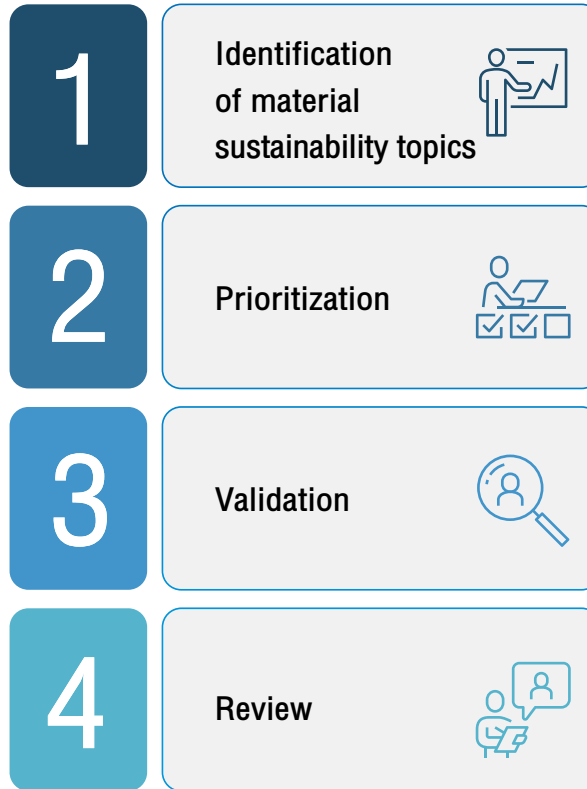 1
Identification
of material
sustainability topics
2
Prioritization
3
Validation
4
Review